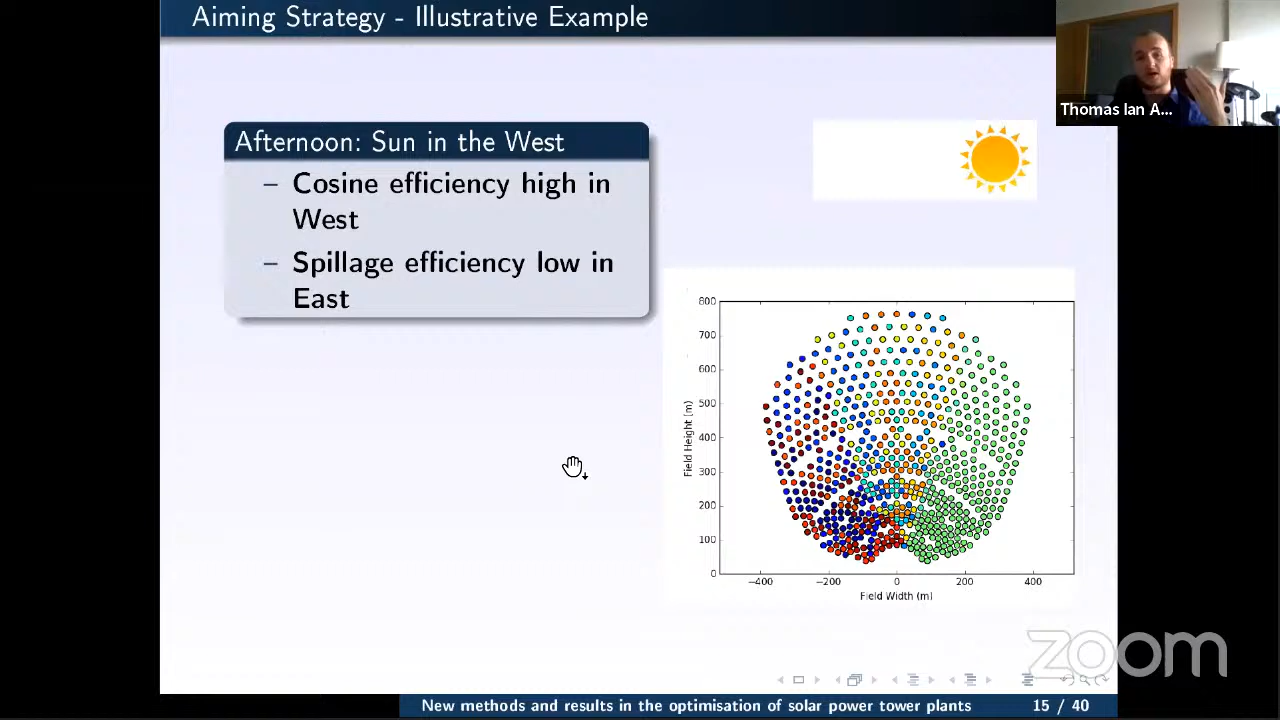 Aiming Strategy - Illustrative Example
Thomas Ian A...
Afternoon: Sun in the West
– Cosine efficiency high in
West
– Spillage efficiency low in
East
800
700
600
500
400
300
200
100
0
Field Height (m)
−400 −200 0 200 400
Field Width (m)
zoom
New methods and results in the optimisation of solar power tower plants 15 / 40